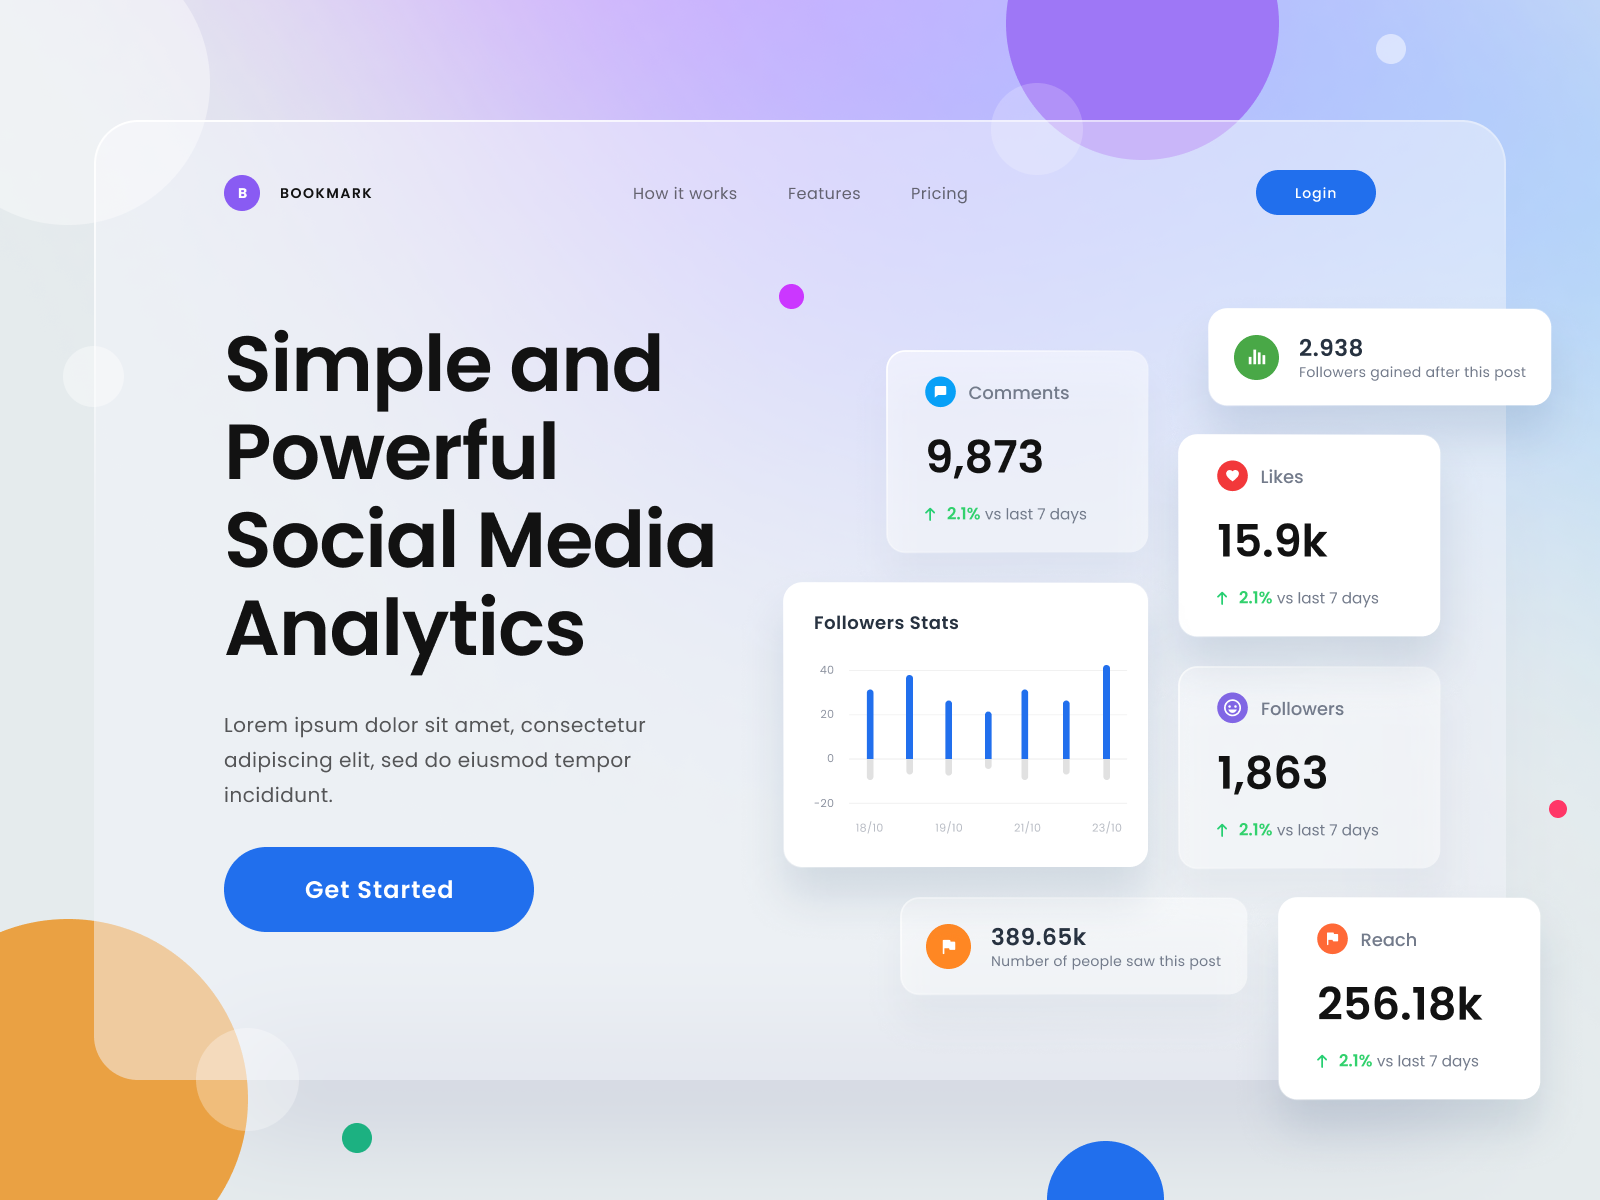 B
BOOKMARK
How it works
Features
Pricing
Login
Simple and
Powerful
Social Media
Analytics
Lorem ipsum dolor sit amet, consectetur
adipiscing elit, sed do eiusmod tempor
incididunt.
Get Started
2.938
Followers gained after this post
Comments
9,873
2.1% vs last 7 days
Likes
15.9k
2.1% vs last 7 days
Followers Stats
40
20
0
-20
18/10
19/10
21/10
23/10
Followers
1,863
2.1% vs last 7 days
389.65k
Number of people saw this post
Reach
256.18k
2.1% vs last 7 days